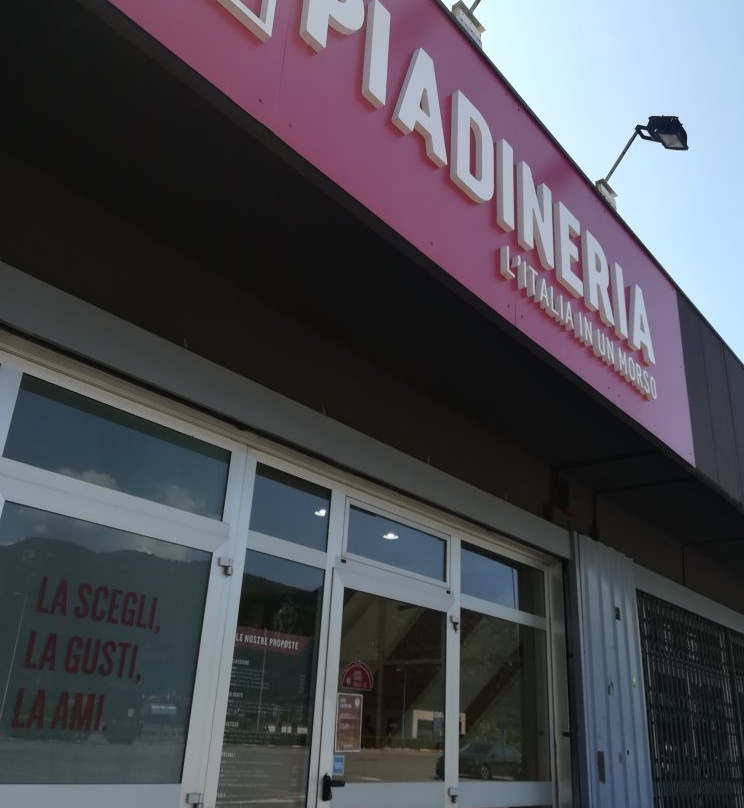 PIADINERIA
L'ITALIA IN UN MORSO
LA SCEGLI,
LA GUSTI,
LA AMI.
LE NOSTRE PROPOSTE